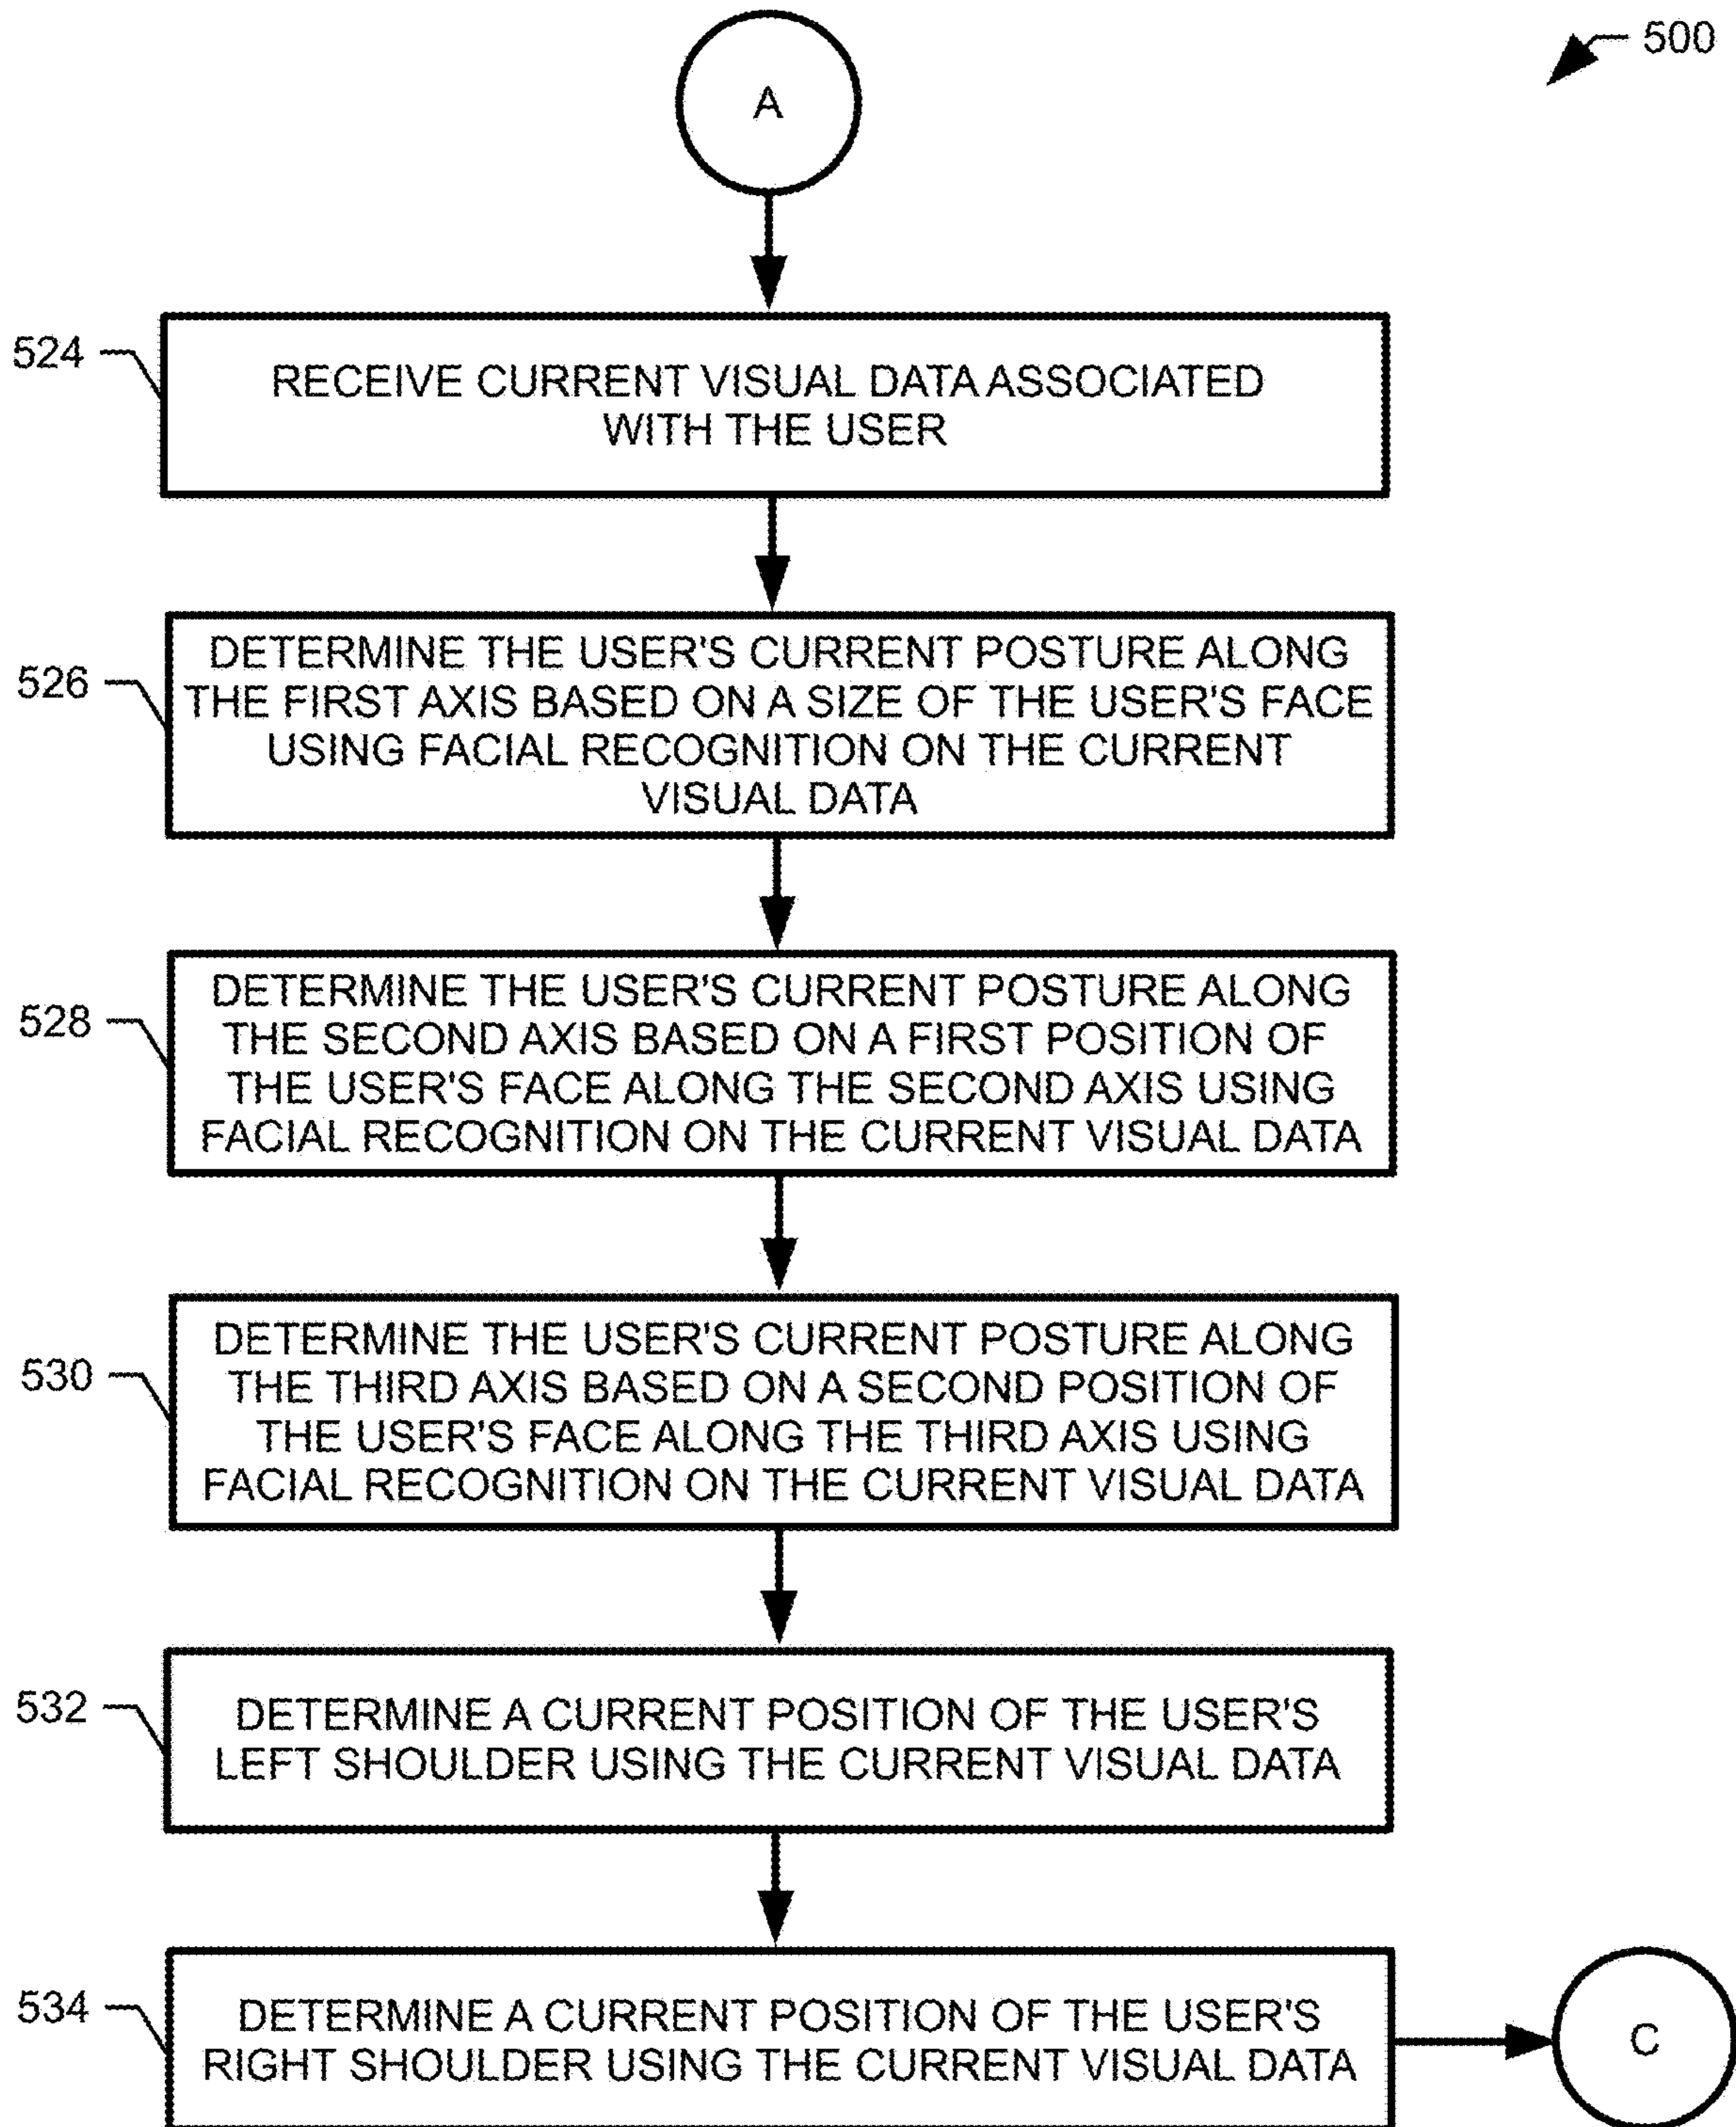 500
A
524
RECEIVE CURRENT VISUAL DATA ASSOCIATED
WITH THE USER
526
DETERMINE THE USER'S CURRENT POSTURE ALONG
THE FIRST AXIS BASED ON A SIZE OF THE USER'S FACE
USING FACIAL RECOGNITION ON THE CURRENT
VISUAL DATA
528
DETERMINE THE USER'S CURRENT POSTURE ALONG
THE SECOND AXIS BASED ON A FIRST POSITION OF
THE USER'S FACE ALONG THE SECOND AXIS USING
FACIAL RECOGNITION ON THE CURRENT VISUAL DATA
530
DETERMINE THE USER'S CURRENT POSTURE ALONG
THE THIRD AXIS BASED ON A SECOND POSITION OF
THE USER'S FACE ALONG THE THIRD AXIS USING
FACIAL RECOGNITION ON THE CURRENT VISUAL DATA
532
DETERMINE A CURRENT POSITION OF THE USER'S
LEFT SHOULDER USING THE CURRENT VISUAL DATA
534
DETERMINE A CURRENT POSITION OF THE USER'S
RIGHT SHOULDER USING THE CURRENT VISUAL DATA
C